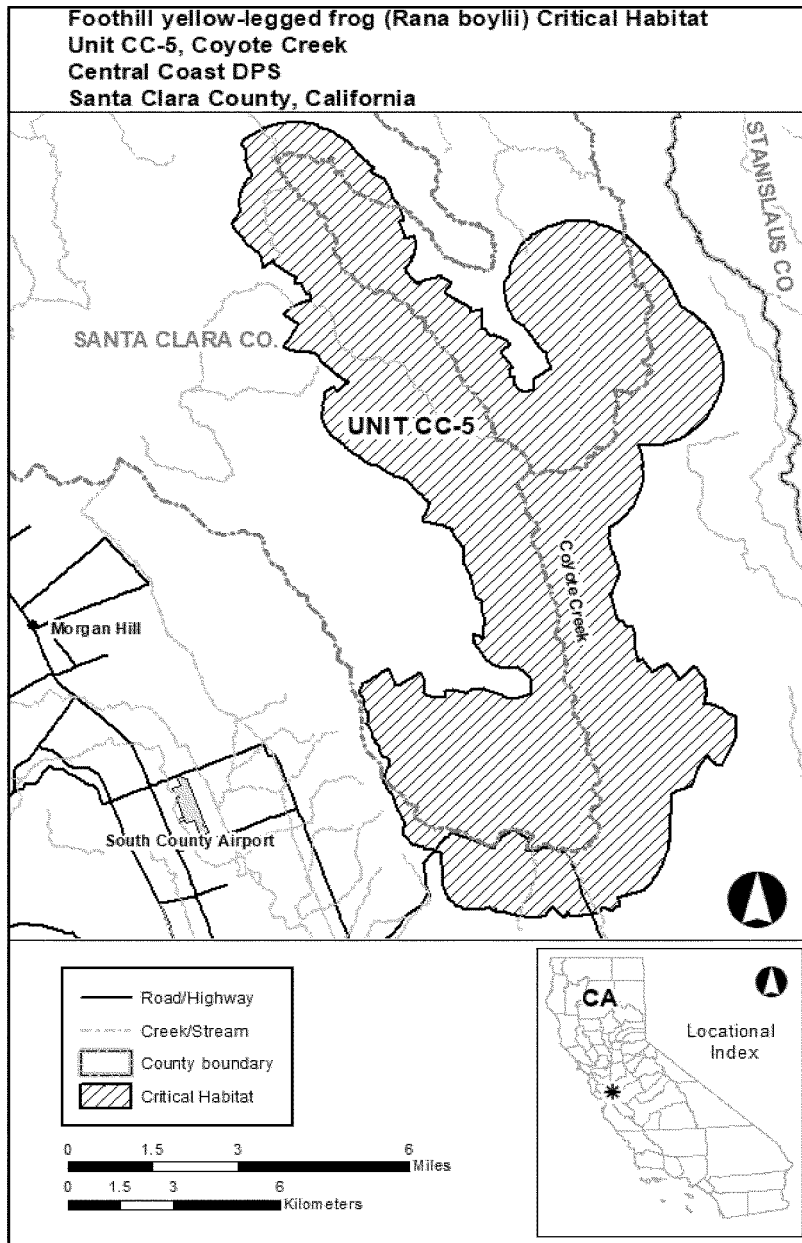 Foothill yellow-legged frog (Rana boylii) Critical Habitat
Unit CC-5, Coyote Creek
Central Coast DPS
Santa Clara County, California
STANISLAUS CO.
SANTA CLARA CO.
UNIT CC-5
Coyote Creek
Morgan Hill
South County Airport
Road/Highway
Creek/Stream
County boundary
Critical Habitat
0 1.5 3 6
Miles
0 1.5 3 6
Kilometers
CA
Locational
Index